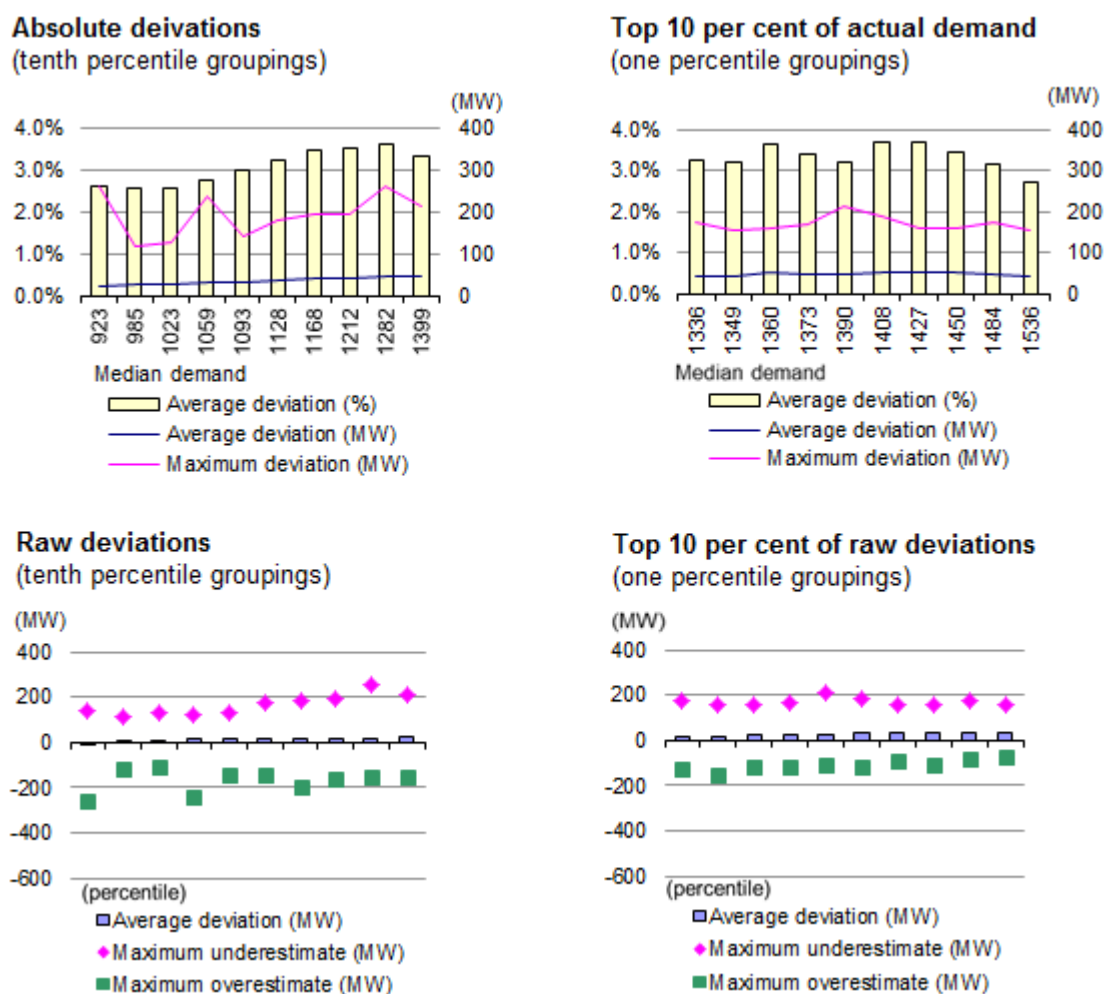 Absolute deivations
(tenth percentile groupings)
(MW)
4.0%
3.0%
2.0%
1.0%
0.0%
400
300
200
100
0
923
985
1023
1059
1093
1128
1168
1212
1282
1399
Median demand
Average deviation (%)
Average deviation (MW)
Maximum deviation (MW)
Top 10 per cent of actual demand
(one percentile groupings)
(MW)
4.0%
3.0%
2.0%
1.0%
0.0%
400
300
200
100
0
1336
1349
1360
1373
1390
1408
1427
1450
1484
1536
Median demand
Average deviation (%)
Average deviation (MW)
Maximum deviation (MW)
Raw deviations
(tenth percentile groupings)
(MW)
400
200
0
-200
-400
-600
(percentile)
Average deviation (MW)
Maximum underestimate (MW)
Maximum overestimate (MW)
Top 10 per cent of raw deviations
(one percentile groupings)
(MW)
400
200
0
-200
-400
-600
(percentile)
Average deviation (MW)
Maximum underestimate (MW)
Maximum overestimate (MW)